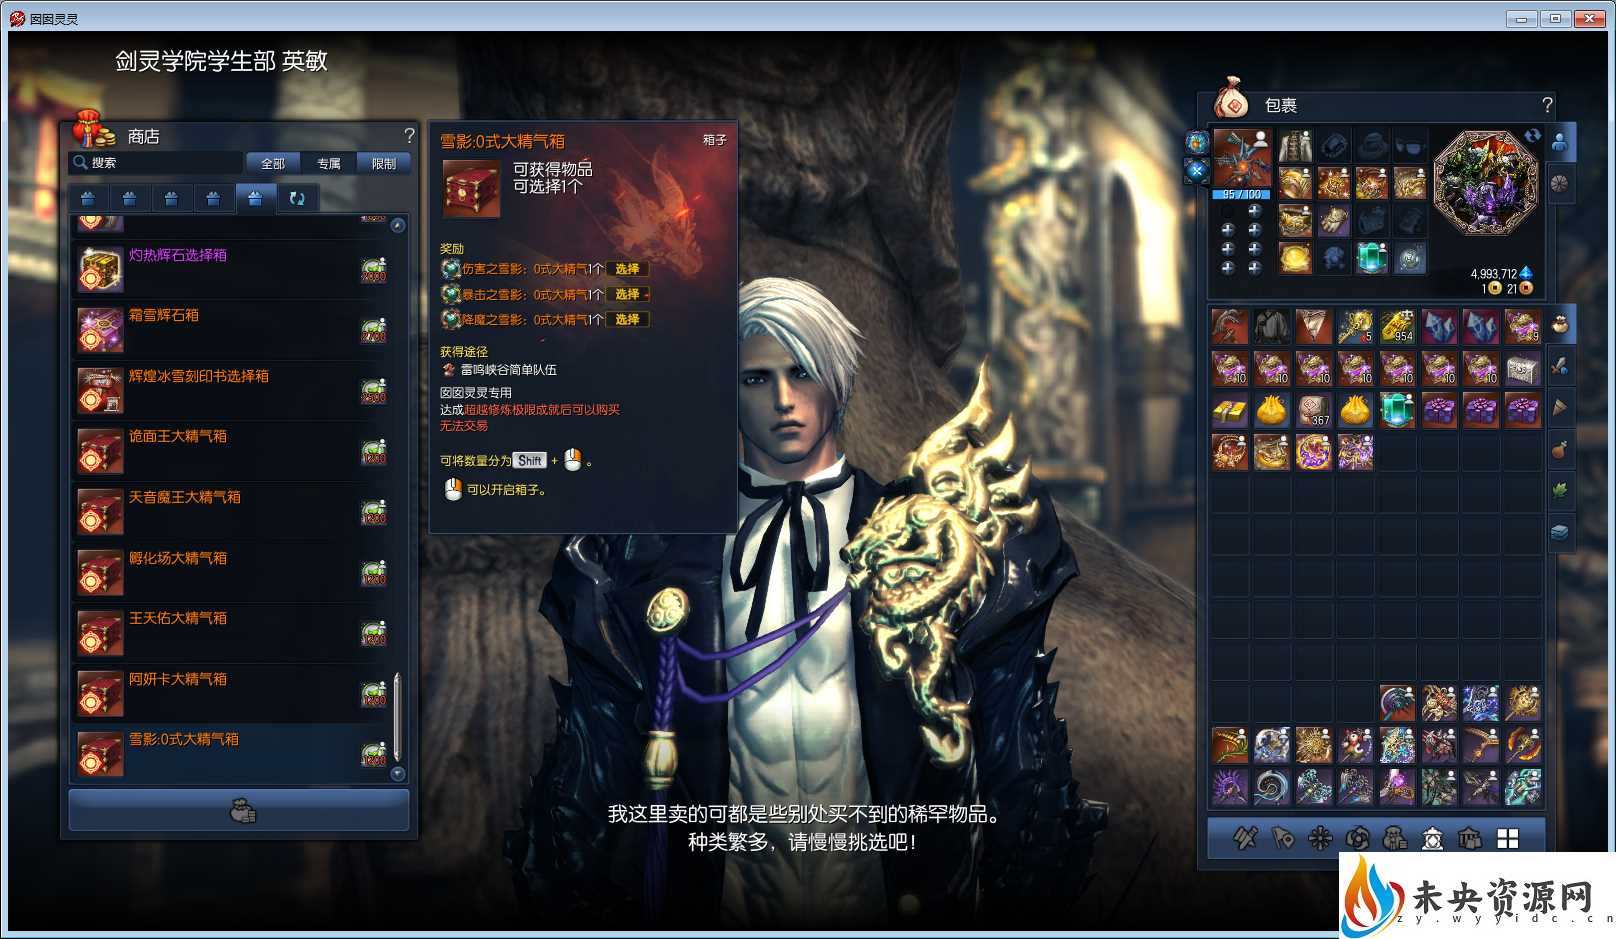 囡囡灵灵
剑灵学院学生部 英敏
商店
?
搜索
全部
专属
限制
灼热辉石选择箱
霜雪辉石箱
辉煌冰雪刻印书选择箱
诡面王大精气箱
1200
天音魔王大精气箱
1200
孵化场大精气箱
1200
王天佑大精气箱
1200
阿妍卡大精气箱
1200
雪影:0式大精气箱
1200
雪影:0式大精气箱
箱子
可获得物品
可选择1个
奖励
伤害之雪影：0式大精气1个 选择
暴击之雪影：0式大精气1个 选择
降魔之雪影：0式大精气1个 选择
获得途径
雷鸣峡谷简单队伍
囡囡灵灵专用
达成超越修炼极限成就后可以购买
无法交易
可将数量分为 Shift + 。
可以开启箱子。
我这里卖的可都是些别处买不到的稀罕物品。
种类繁多，请慢慢挑选吧！
包裹
?
95 / 100
4,993,712
1 21
5
954
9
10
10
10
10
10
10
10
367
未央资源网
zy.wyyidc.cn